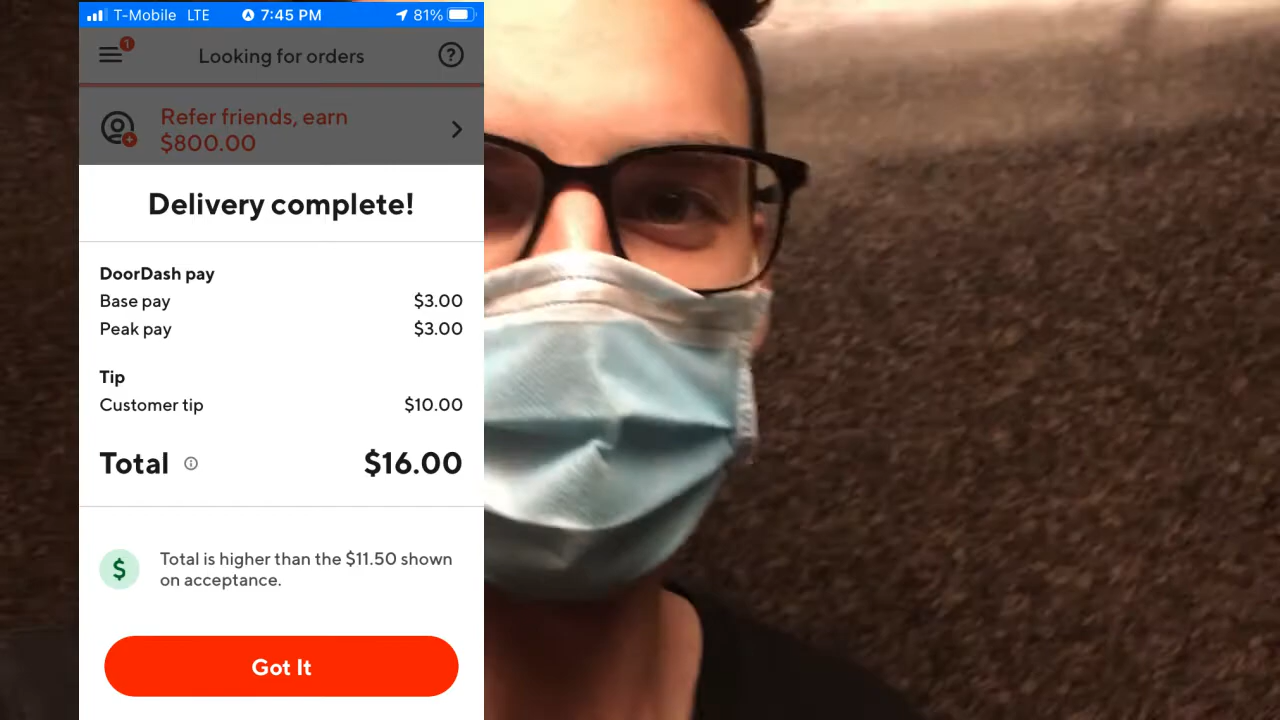 T-Mobile LTE 7:45 PM 81%
1
Looking for orders ?
Refer friends, earn
$800.00
Delivery complete!
DoorDash pay
Base pay $3.00
Peak pay $3.00
Tip
Customer tip $10.00
Total $16.00
$ Total is higher than the $11.50 shown
on acceptance.
Got It